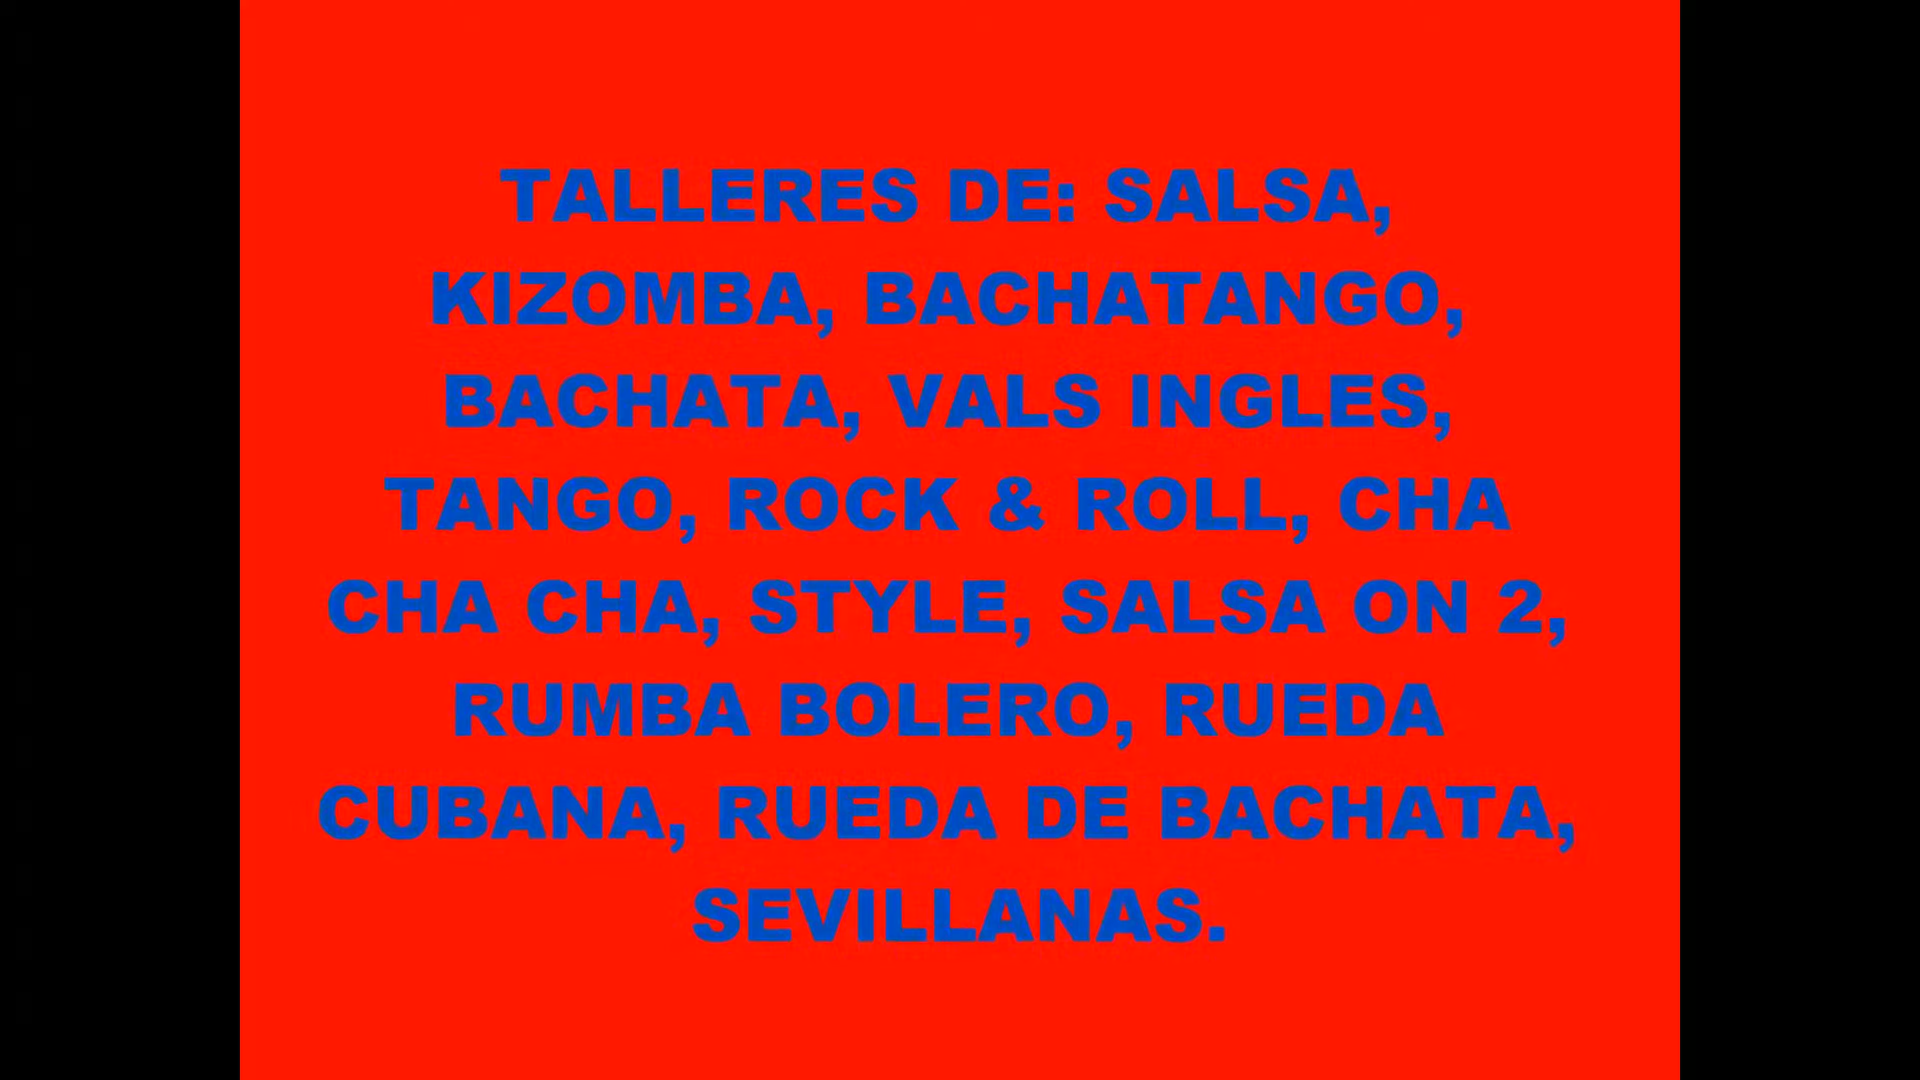 TALLERES DE: SALSA,
KIZOMBA, BACHATANGO,
BACHATA, VALS INGLES,
TANGO, ROCK & ROLL, CHA
CHA CHA, STYLE, SALSA ON 2,
RUMBA BOLERO, RUEDA
CUBANA, RUEDA DE BACHATA,
SEVILLANAS.